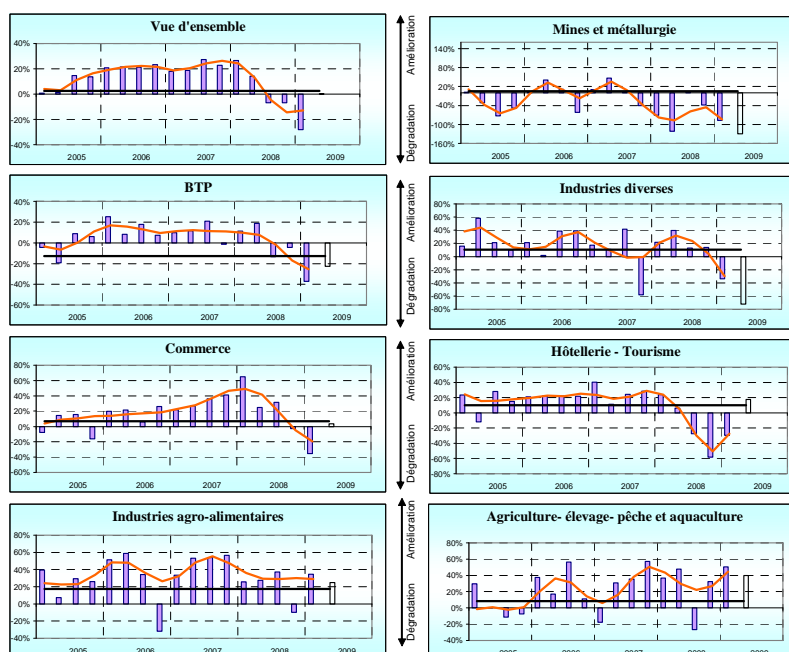 Vue d'ensemble
40%
20%
0%
-20%
-40%
2005 2006 2007 2008 2009
Amélioration
Dégradation
Mines et métallurgie
140%
80%
20%
-40%
-100%
-160%
2005 2006 2007 2008 2009
BTP
40%
20%
0%
-20%
-40%
-60%
2005 2006 2007 2008 2009
Amélioration
Dégradation
Industries diverses
80%
60%
40%
20%
0%
-20%
-40%
-60%
-80%
2005 2006 2007 2008 2009
Commerce
80%
60%
40%
20%
0%
-20%
-40%
-60%
2005 2006 2007 2008 2009
Amélioration
Dégradation
Hôtellerie - Tourisme
60%
40%
20%
0%
-20%
-40%
-60%
-80%
2005 2006 2007 2008 2009
Industries agro-alimentaires
80%
60%
40%
20%
0%
-20%
-40%
2005 2006 2007 2008 2009
Amélioration
Dégradation
Agriculture- élevage- pêche et aquaculture
80%
60%
40%
20%
0%
-20%
-40%